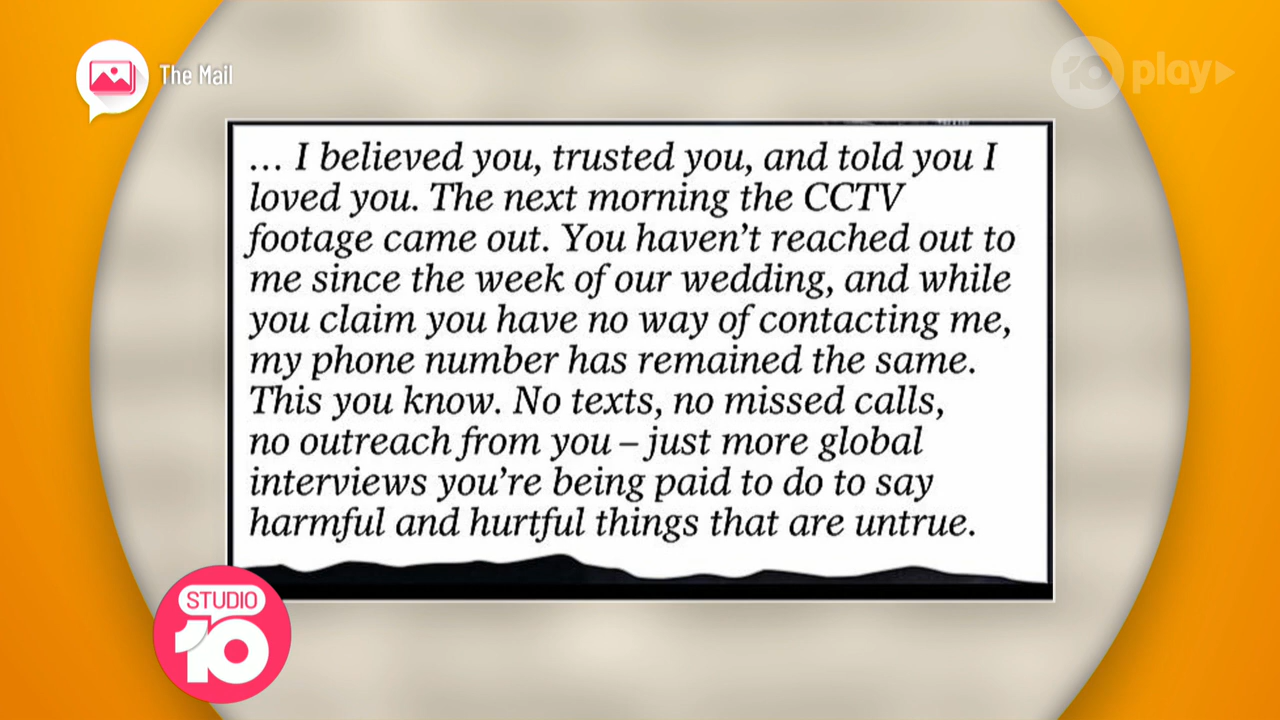 The Mail
10 play
... I believed you, trusted you, and told you I
loved you. The next morning the CCTV
footage came out. You haven’t reached out to
me since the week of our wedding, and while
you claim you have no way of contacting me,
my phone number has remained the same.
This you know. No texts, no missed calls,
no outreach from you – just more global
interviews you’re being paid to do to say
harmful and hurtful things that are untrue.
STUDIO
10